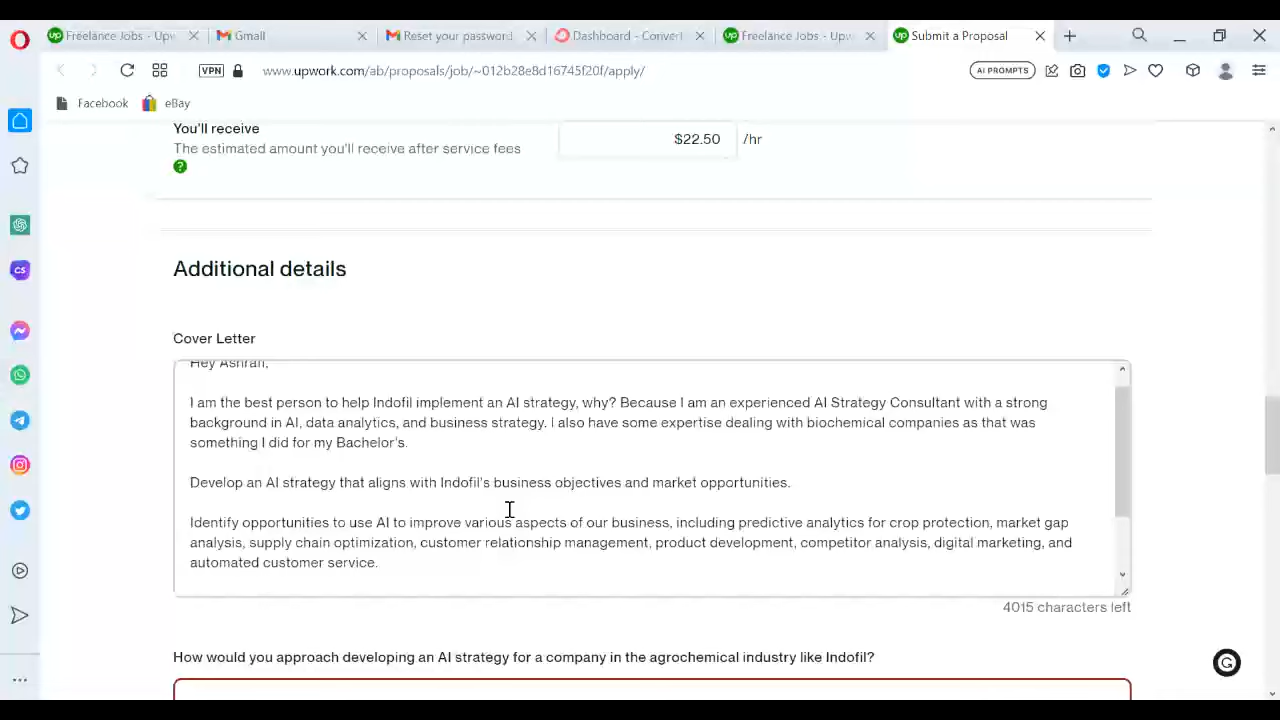 Freelance Jobs - Upw
Gmail
Reset your password
Dashboard - Convert
Freelance Jobs - Upw
Submit a Proposal
VPN
www.upwork.com/ab/proposals/job/~012b28e8d16745f20f/apply/
AI PROMPTS
Facebook
eBay
CS
You'll receive
$22.50 /hr
The estimated amount you'll receive after service fees
?
Additional details
Cover Letter
Hey Ashraf,
I am the best person to help Indofil implement an AI strategy, why? Because I am an experienced AI Strategy Consultant with a strong
background in AI, data analytics, and business strategy. I also have some expertise dealing with biochemical companies as that was
something I did for my Bachelor's.
Develop an AI strategy that aligns with Indofil's business objectives and market opportunities.
Identify opportunities to use AI to improve various aspects of our business, including predictive analytics for crop protection, market gap
analysis, supply chain optimization, customer relationship management, product development, competitor analysis, digital marketing, and
automated customer service.
4015 characters left
How would you approach developing an AI strategy for a company in the agrochemical industry like Indofil?